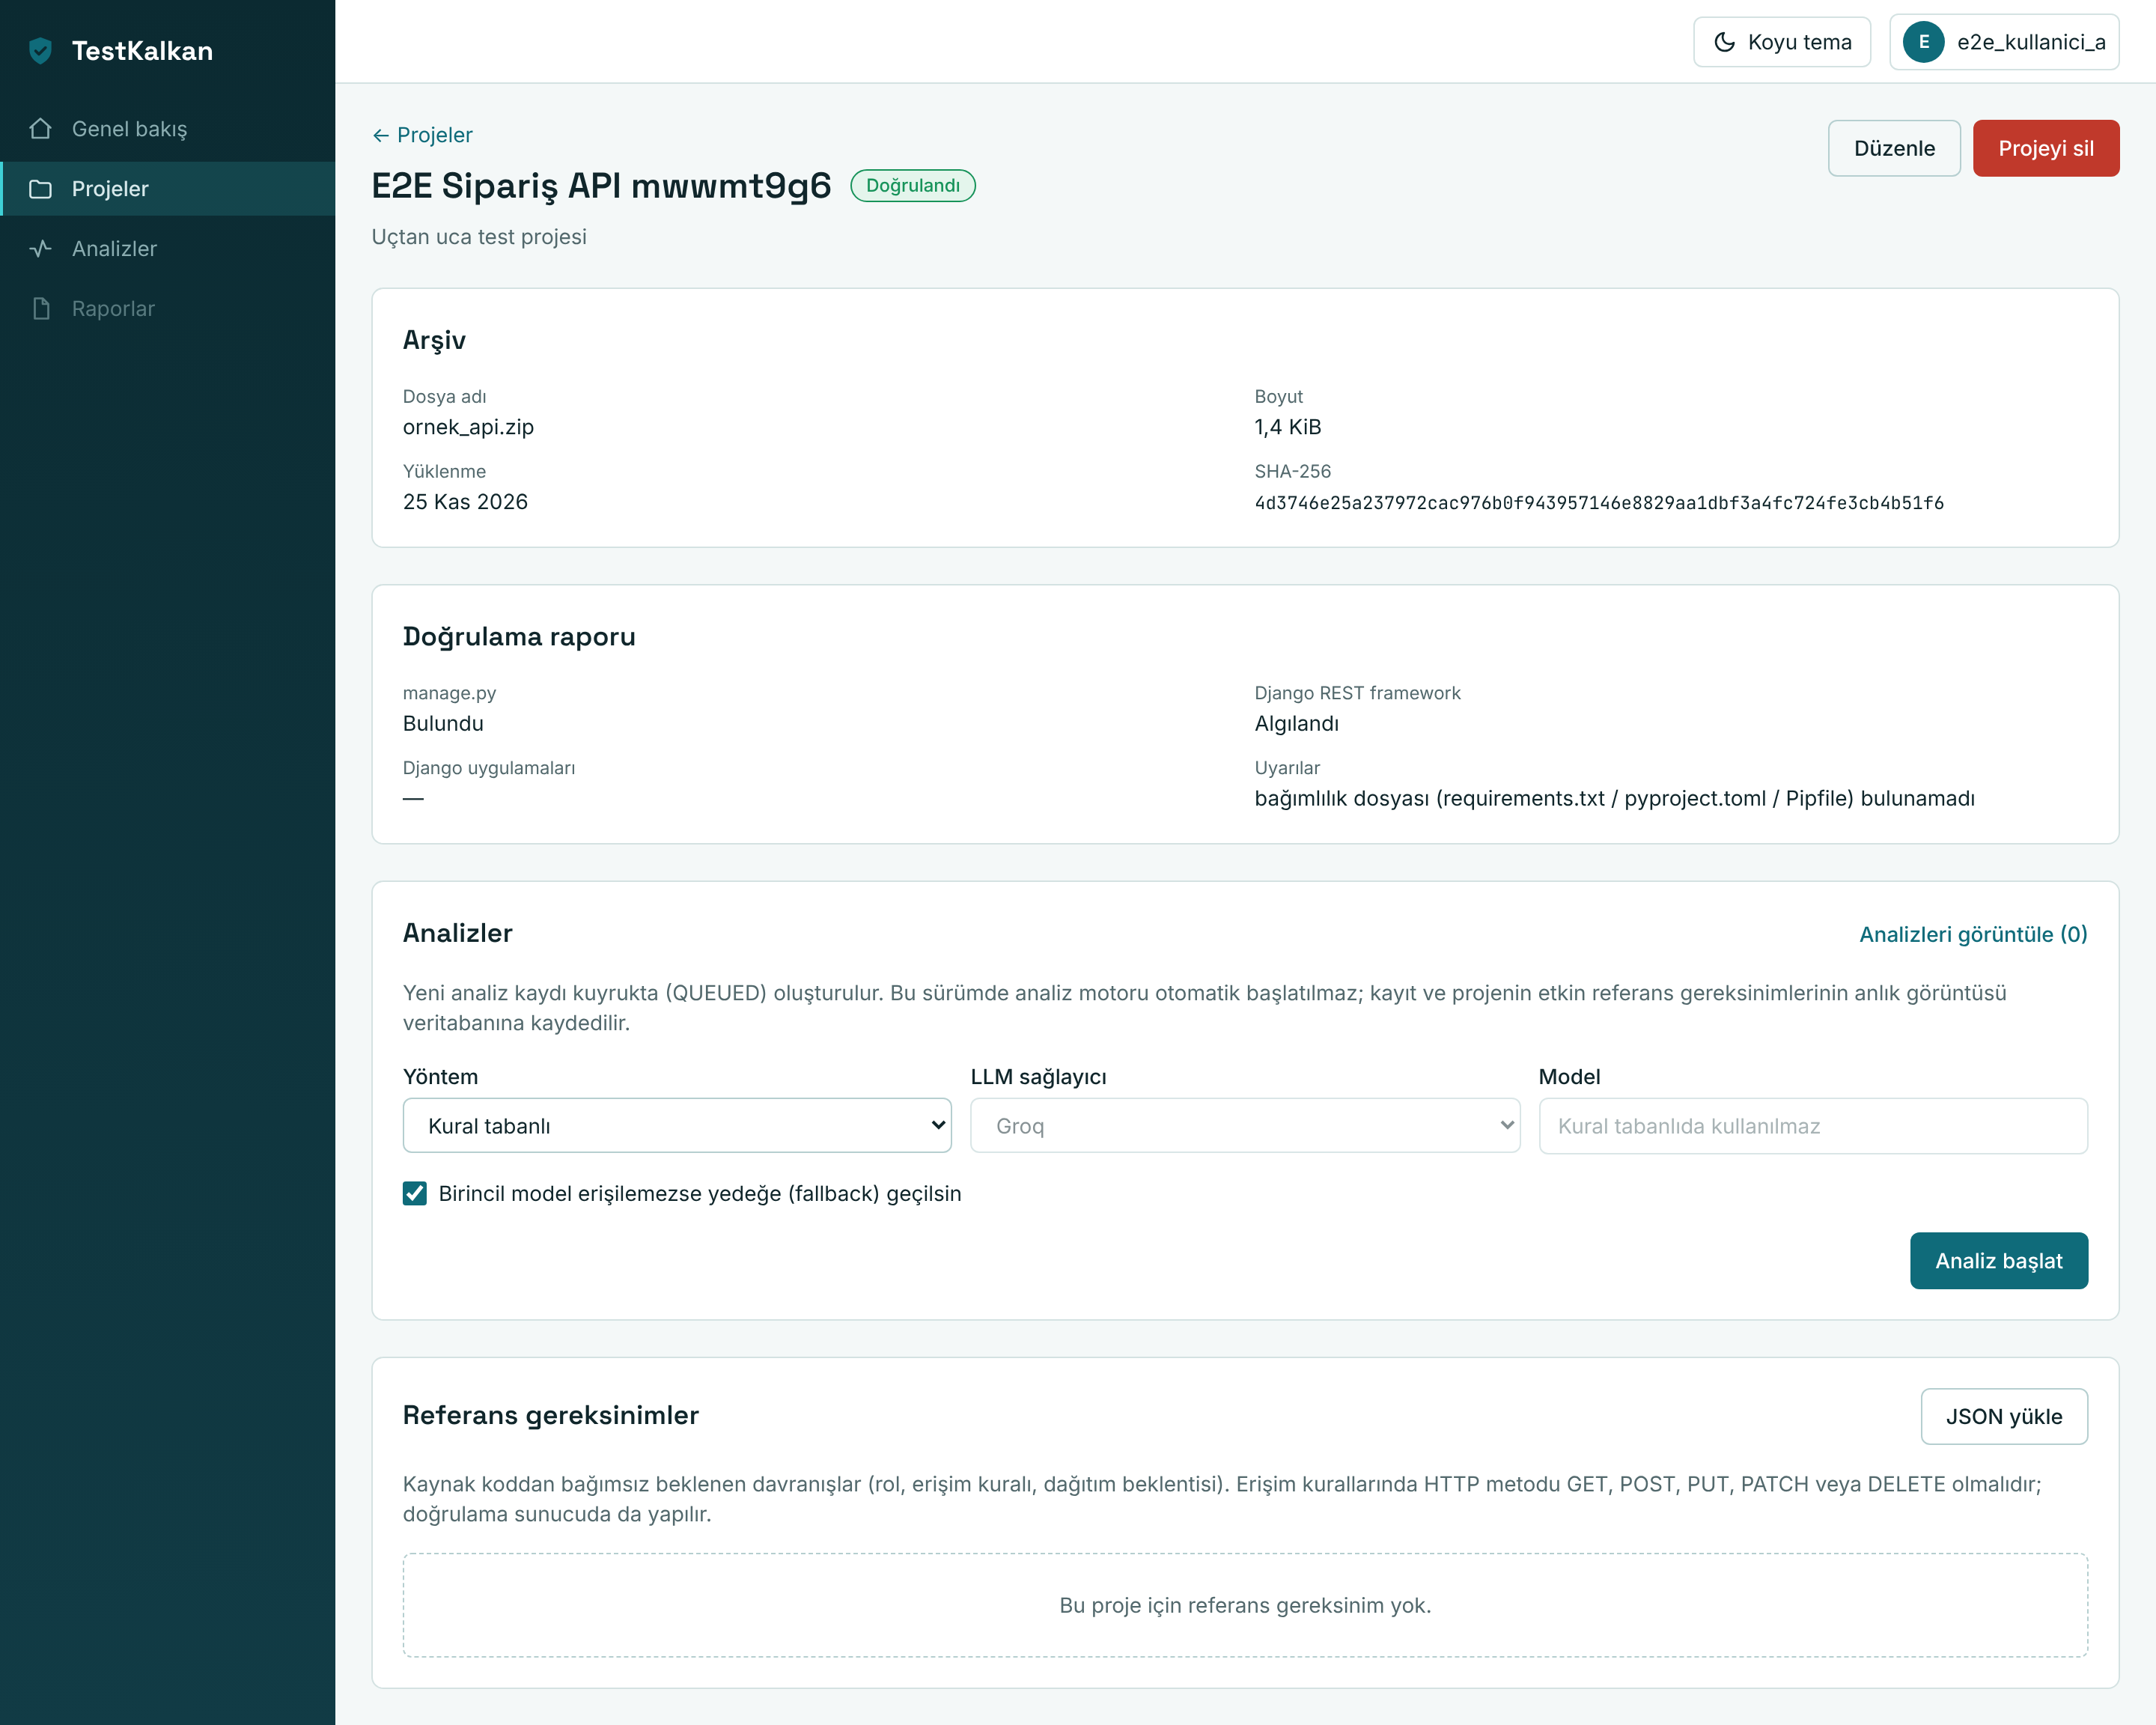 TestKalkan
Genel bakış
Projeler
Analizler
Raporlar
Koyu tema
E
e2e_kullanici_a
← Projeler
E2E Sipariş API mwwmt9g6
Doğrulandı
Uçtan uca test projesi
Düzenle
Projeyi sil
Arşiv
Dosya adı
ornek_api.zip
Boyut
1,4 KiB
Yüklenme
25 Kas 2026
SHA-256
4d3746e25a237972cac976b0f943957146e8829aa1dbf3a4fc724fe3cb4b51f6
Doğrulama raporu
manage.py
Bulundu
Django REST framework
Algılandı
Django uygulamaları
—
Uyarılar
bağımlılık dosyası (requirements.txt / pyproject.toml / Pipfile) bulunamadı
Analizler
Analizleri görüntüle (0)
Yeni analiz kaydı kuyrukta (QUEUED) oluşturulur. Bu sürümde analiz motoru otomatik başlatılmaz; kayıt ve projenin etkin referans gereksinimlerinin anlık görüntüsü
veritabanına kaydedilir.
Yöntem
Kural tabanlı
LLM sağlayıcı
Groq
Model
Kural tabanlıda kullanılmaz
Birincil model erişilemezse yedeğe (fallback) geçilsin
Analiz başlat
Referans gereksinimler
JSON yükle
Kaynak koddan bağımsız beklenen davranışlar (rol, erişim kuralı, dağıtım beklentisi). Erişim kurallarında HTTP metodu GET, POST, PUT, PATCH veya DELETE olmalıdır;
doğrulama sunucuda da yapılır.
Bu proje için referans gereksinim yok.